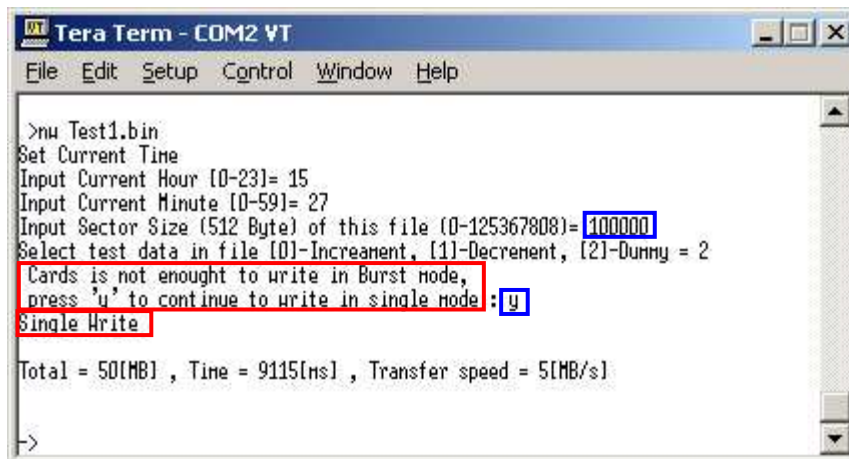 Tera Term - COM2 VT
File Edit Setup Control Window Help
>nw Test1.bin
Set Current Time
Input Current Hour [0-23]= 15
Input Current Minute [0-59]= 27
Input Sector Size (512 Byte) of this file (0-125367808)= 100000
Select test data in file [0]-Increament, [1]-Decrement, [2]-Dummy = 2
Cards is not enought to write in Burst mode,
press 'y' to continue to write in single mode : y
Single Write
Total = 50[MB] , Time = 9115[ms] , Transfer speed = 5[MB/s]
->